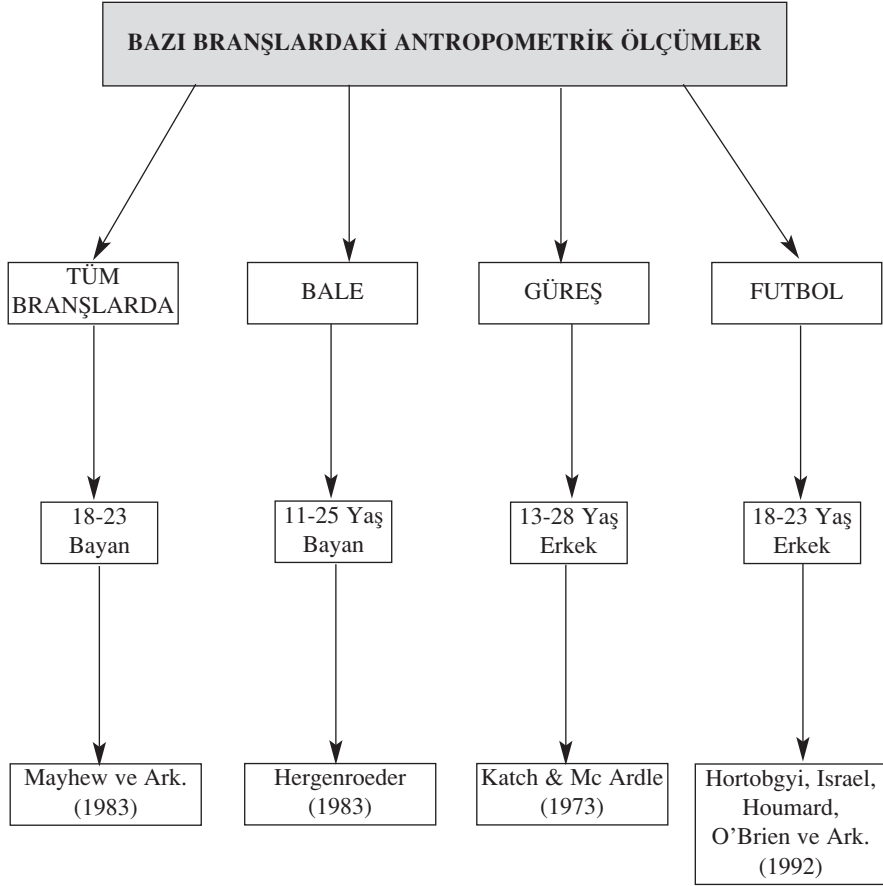 BAZI BRANŞLARDAKİ ANTROPOMETRİK ÖLÇÜMLER
TÜM
BRANŞLARDA
BALE
GÜREŞ
FUTBOL
18-23
Bayan
11-25 Yaş
Bayan
13-28 Yaş
Erkek
18-23 Yaş
Erkek
Mayhew ve Ark.
(1983)
Hergenroeder
(1983)
Katch & Mc Ardle
(1973)
Hortobgyi, Israel,
Houmard,
O’Brien ve Ark.
(1992)